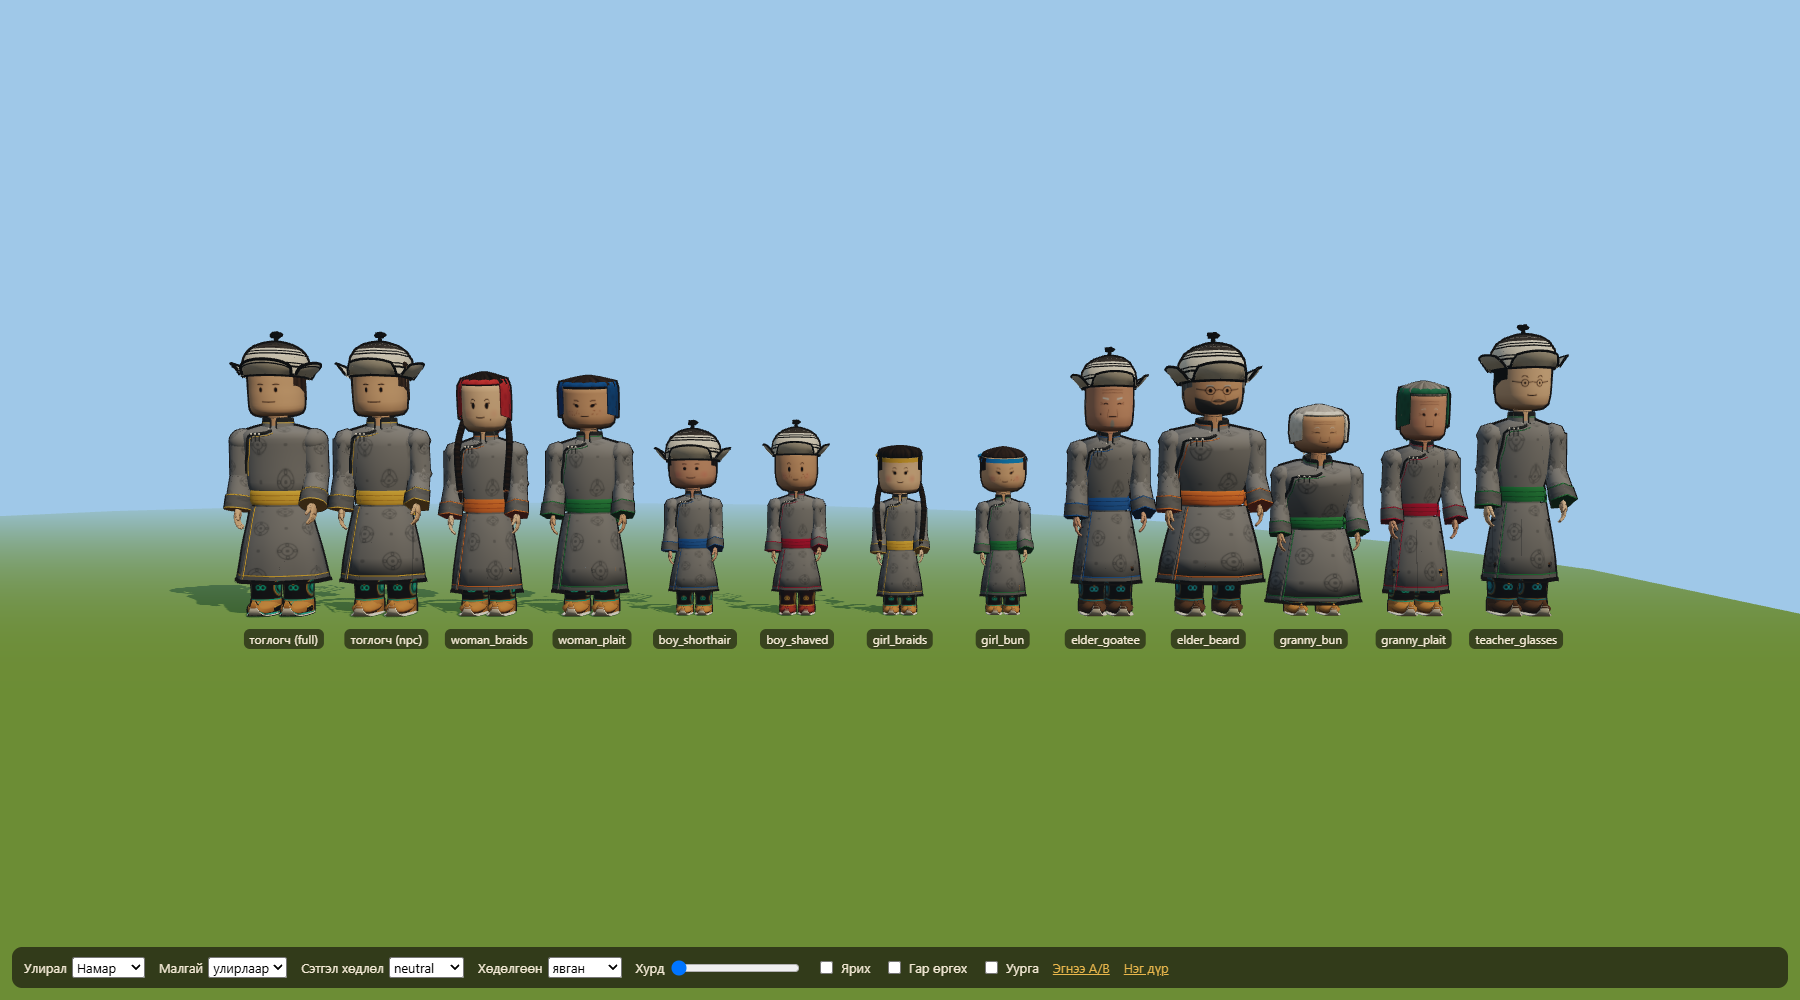 тоглогч (full) тоглогч (npc) woman_braids woman_plait boy_shorthair boy_shaved girl_braids girl_bun elder_goatee elder_beard granny_bun granny_plait teacher_glasses
Улирал Намар Малгай улирлаар Сэтгэл хөдлөл neutral Хөдөлгөөн явган Хурд Ярих Гар өргөх Уурга Эгнээ A/B Нэг дүр